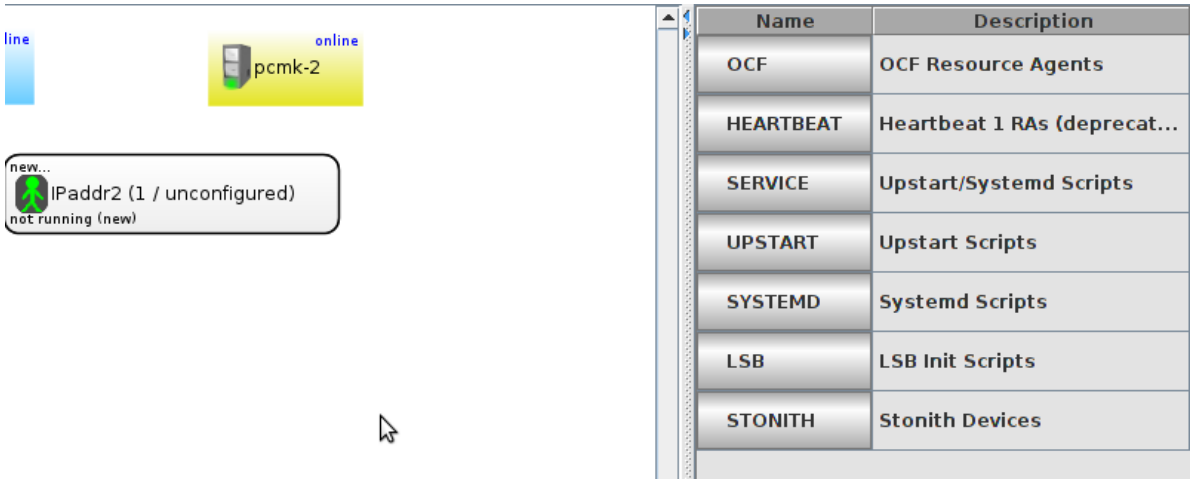 online
pcmk-2
new...
IPaddr2 (1 / unconfigured)
not running (new)
Name Description
OCF OCF Resource Agents
HEARTBEAT Heartbeat 1 RAs (deprecat...
SERVICE Upstart/Systemd Scripts
UPSTART Upstart Scripts
SYSTEMD Systemd Scripts
LSB LSB Init Scripts
STONITH Stonith Devices